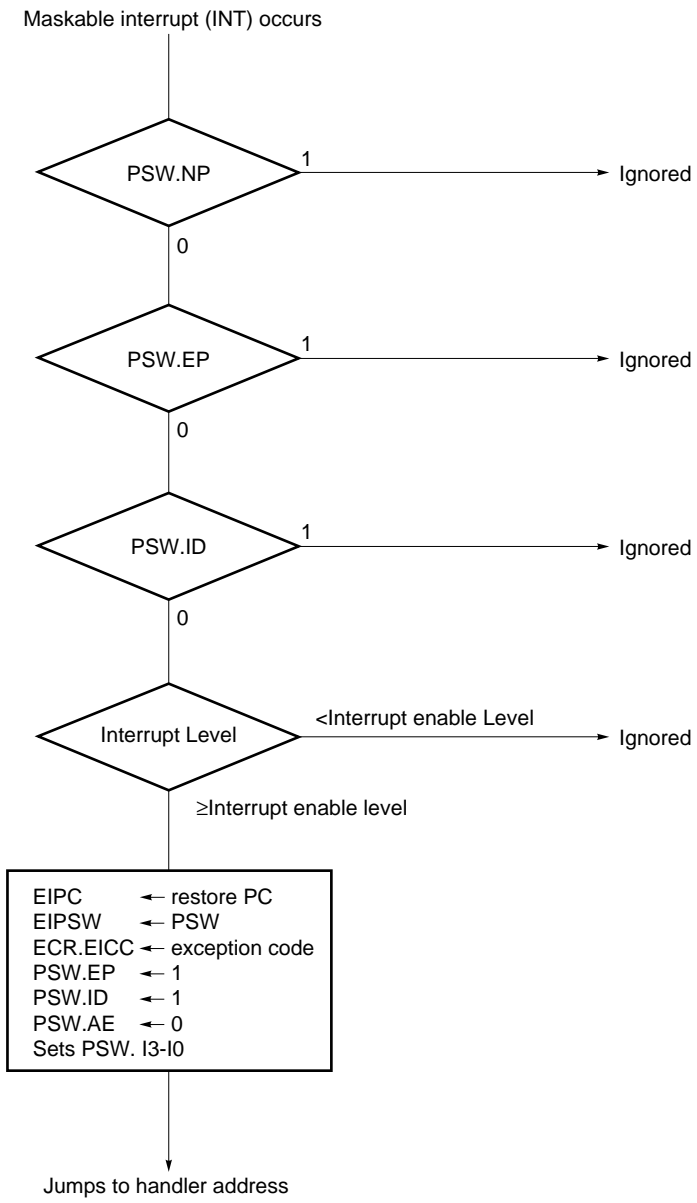 Maskable interrupt (INT) occurs
PSW.NP
1
Ignored
0
PSW.EP
1
Ignored
0
PSW.ID
1
Ignored
0
Interrupt Level
<Interrupt enable Level
Ignored
≥Interrupt enable level
EIPC ← restore PC
EIPSW ← PSW
ECR.EICC ← exception code
PSW.EP ← 1
PSW.ID ← 1
PSW.AE ← 0
Sets PSW. I3-I0
Jumps to handler address